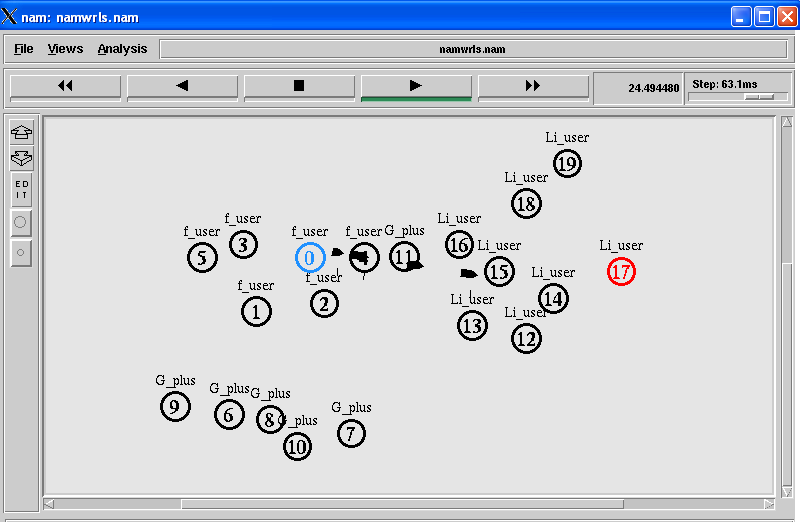 nam: namwrls.nam
File Views Analysis namwrls.nam
24.494480 Step: 63.1ms
E D
I T
Li_user
19
Li_user
18
f_user
3
f_user
5
f_user
0
f_user
4
G_plus
11
Li_user
16
Li_user
15
Li_user
17
f_user
1
f_user
2
Li_user
14
Li_user
13
Li_user
12
G_plus
9
G_plus
6
G_plus
8
G_plus
10
G_plus
7